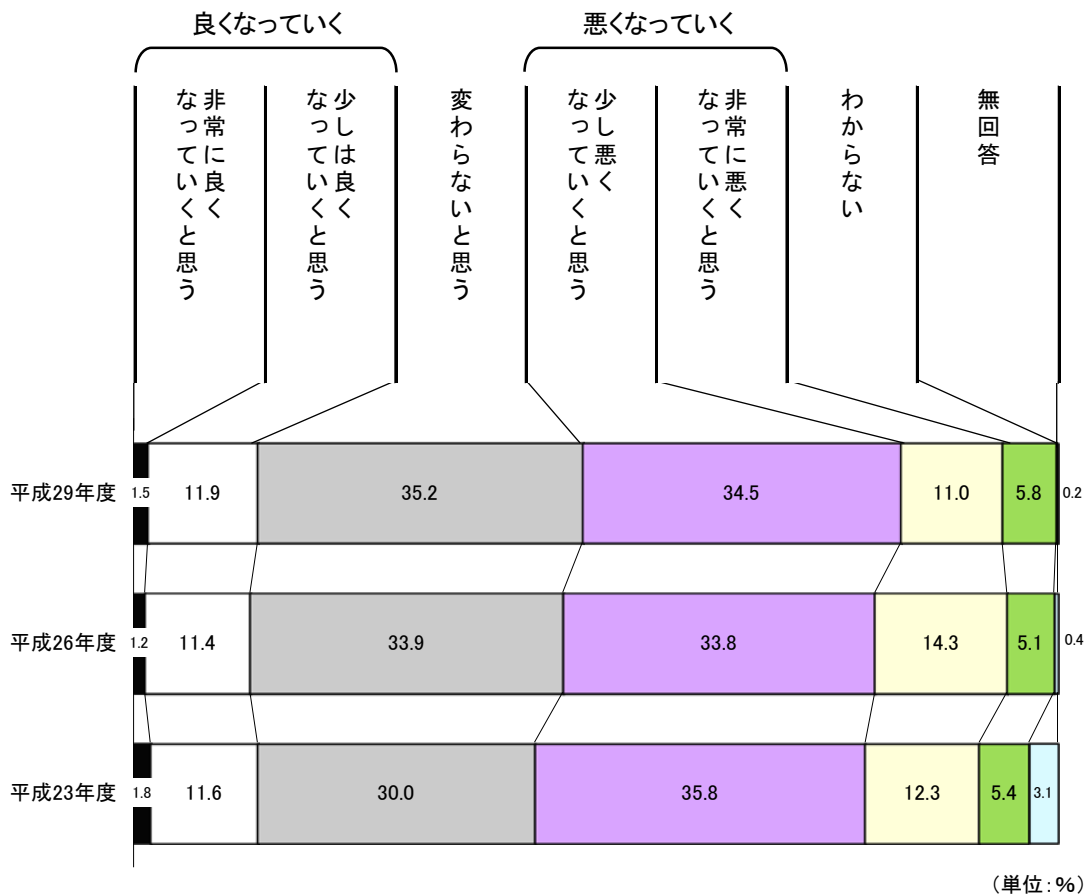 良くなっていく
悪くなっていく
非常に良く
なっていくと思う
少しは良く
なっていくと思う
変わらないと思う
少し悪く
なっていくと思う
非常に悪く
なっていくと思う
わからない
無回答
平成29年度 1.5 11.9 35.2 34.5 11.0 5.8 0.2
平成26年度 1.2 11.4 33.9 33.8 14.3 5.1 0.4
平成23年度 1.8 11.6 30.0 35.8 12.3 5.4 3.1
(単位:%)